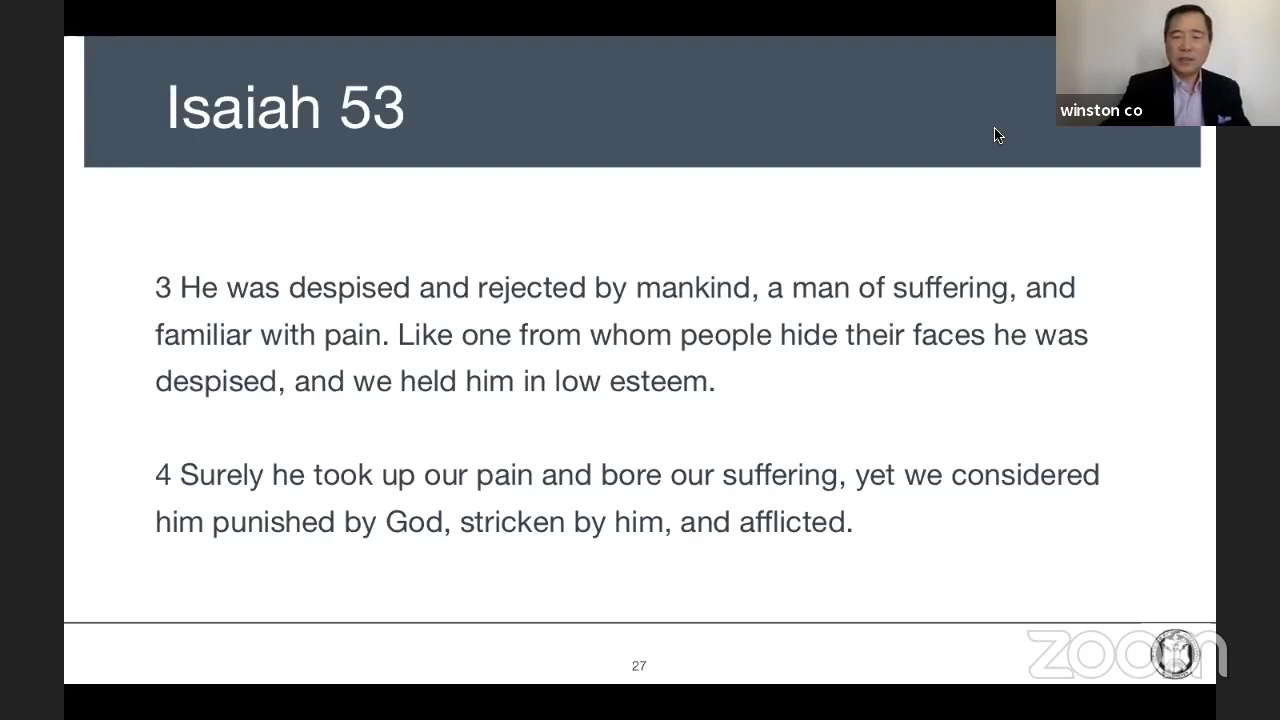 Isaiah 53
winston co
3 He was despised and rejected by mankind, a man of suffering, and
familiar with pain. Like one from whom people hide their faces he was
despised, and we held him in low esteem.
4 Surely he took up our pain and bore our suffering, yet we considered
him punished by God, stricken by him, and afflicted.
27
zoom